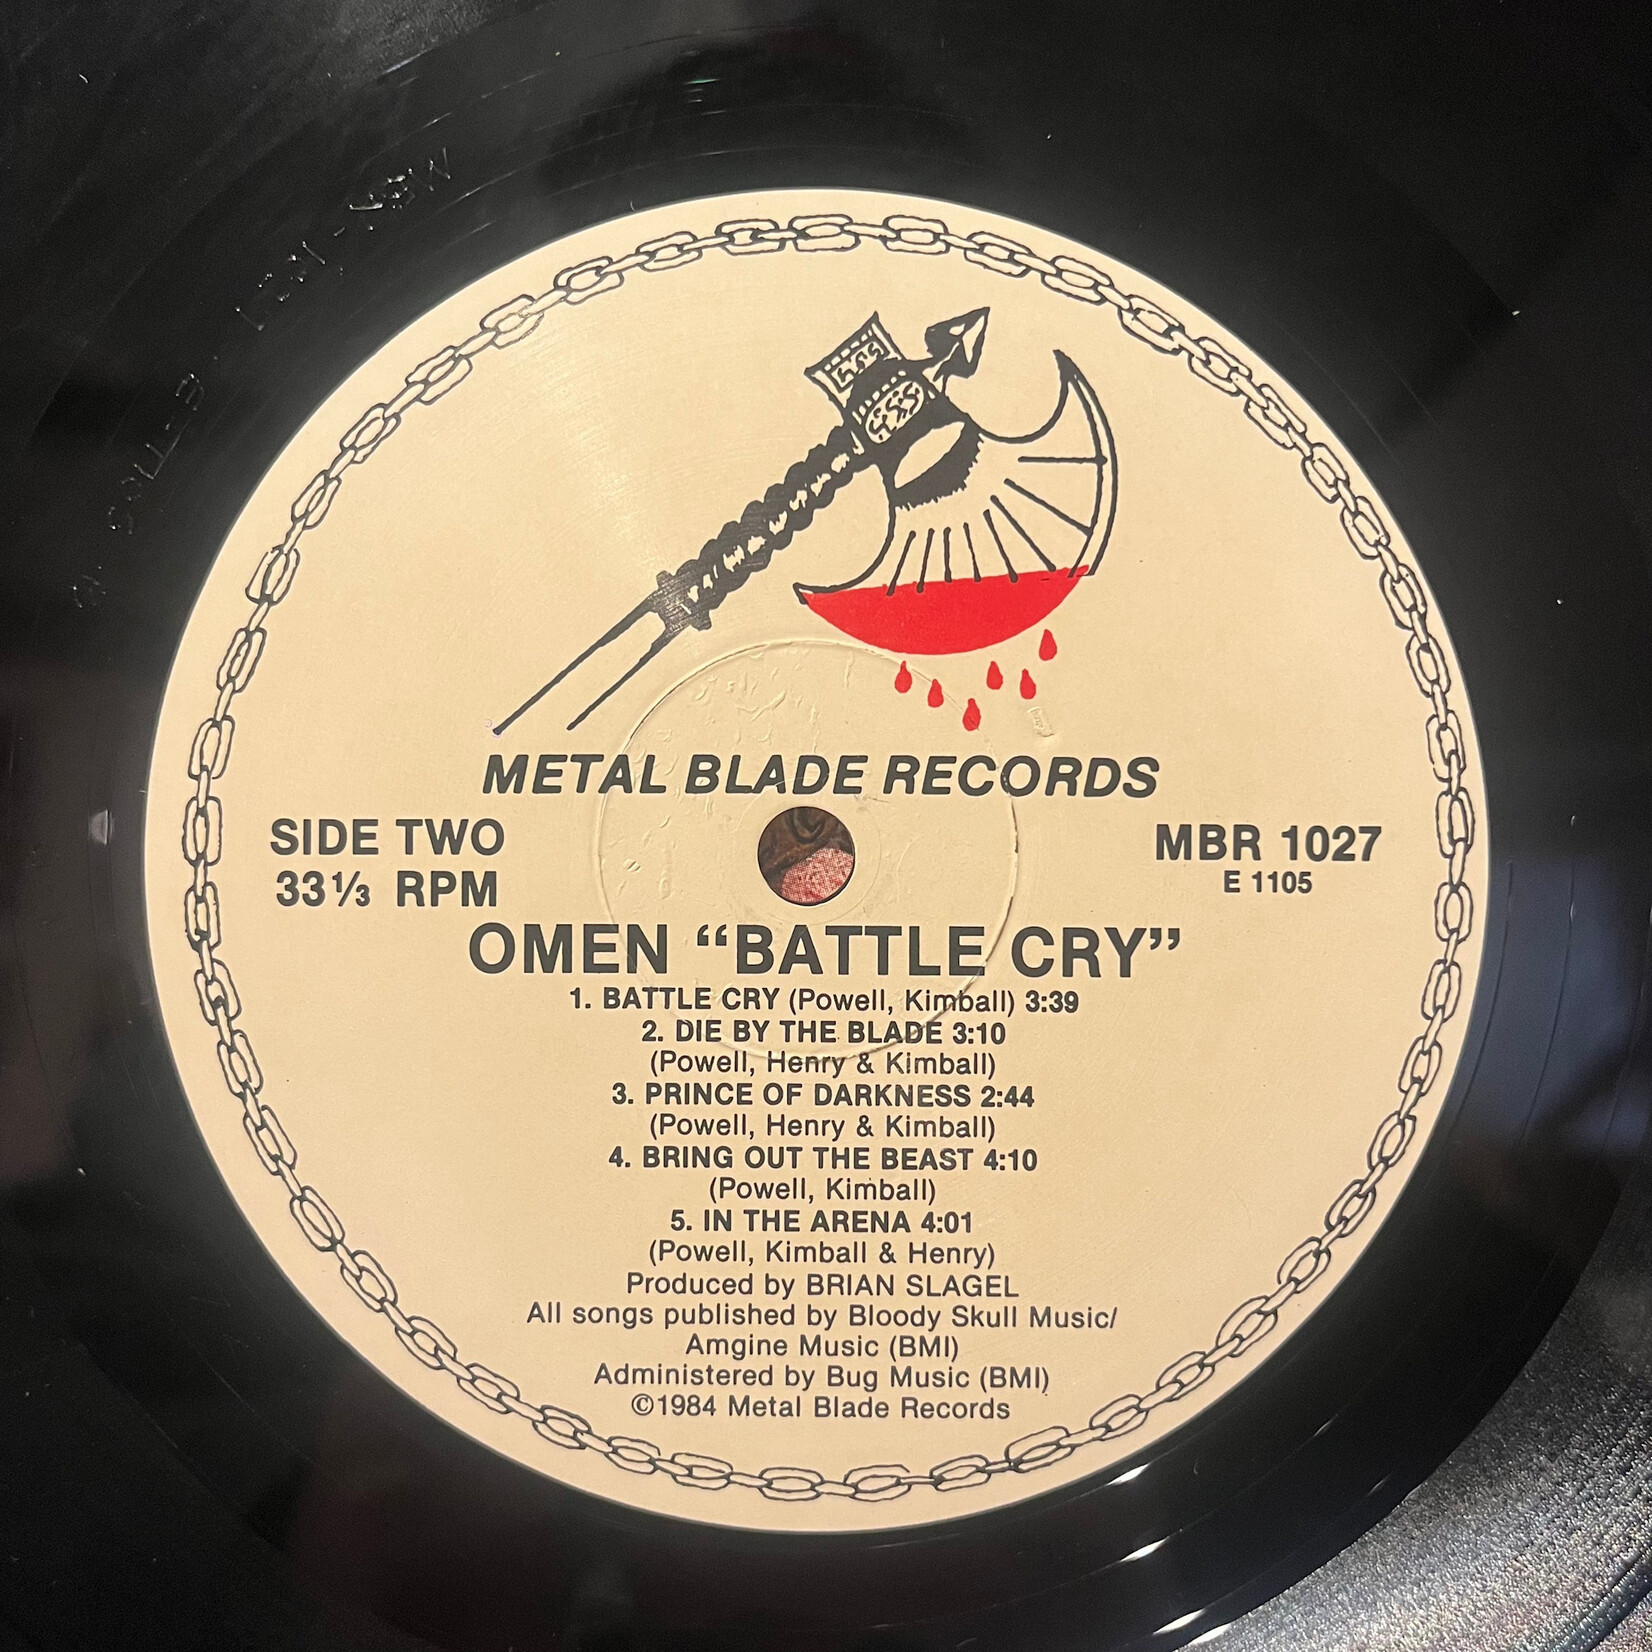 METAL BLADE RECORDS
SIDE TWO
33⅓ RPM
MBR 1027
E 1105
OMEN “BATTLE CRY”
1. BATTLE CRY (Powell, Kimball) 3:39
2. DIE BY THE BLADE 3:10
(Powell, Henry & Kimball)
3. PRINCE OF DARKNESS 2:44
(Powell, Henry & Kimball)
4. BRING OUT THE BEAST 4:10
(Powell, Kimball)
5. IN THE ARENA 4:01
(Powell, Kimball & Henry)
Produced by BRIAN SLAGEL
All songs published by Bloody Skull Music/
Amgine Music (BMI)
Administered by Bug Music (BMI)
©1984 Metal Blade Records